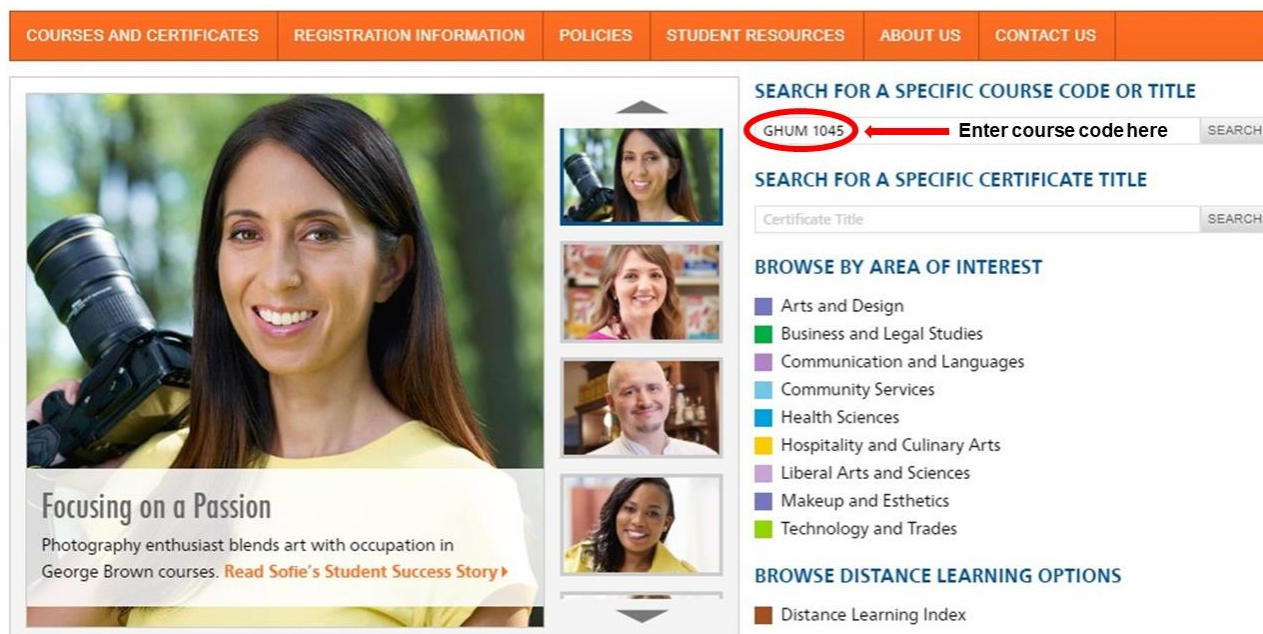 COURSES AND CERTIFICATES
REGISTRATION INFORMATION
POLICIES
STUDENT RESOURCES
ABOUT US
CONTACT US
SEARCH FOR A SPECIFIC COURSE CODE OR TITLE
GHUM 1045
Enter course code here
SEARCH
SEARCH FOR A SPECIFIC CERTIFICATE TITLE
Certificate Title
SEARCH
BROWSE BY AREA OF INTEREST
Arts and Design
Business and Legal Studies
Communication and Languages
Community Services
Health Sciences
Hospitality and Culinary Arts
Liberal Arts and Sciences
Makeup and Esthetics
Technology and Trades
BROWSE DISTANCE LEARNING OPTIONS
Distance Learning Index
Focusing on a Passion
Photography enthusiast blends art with occupation in
George Brown courses. Read Sofie's Student Success Story